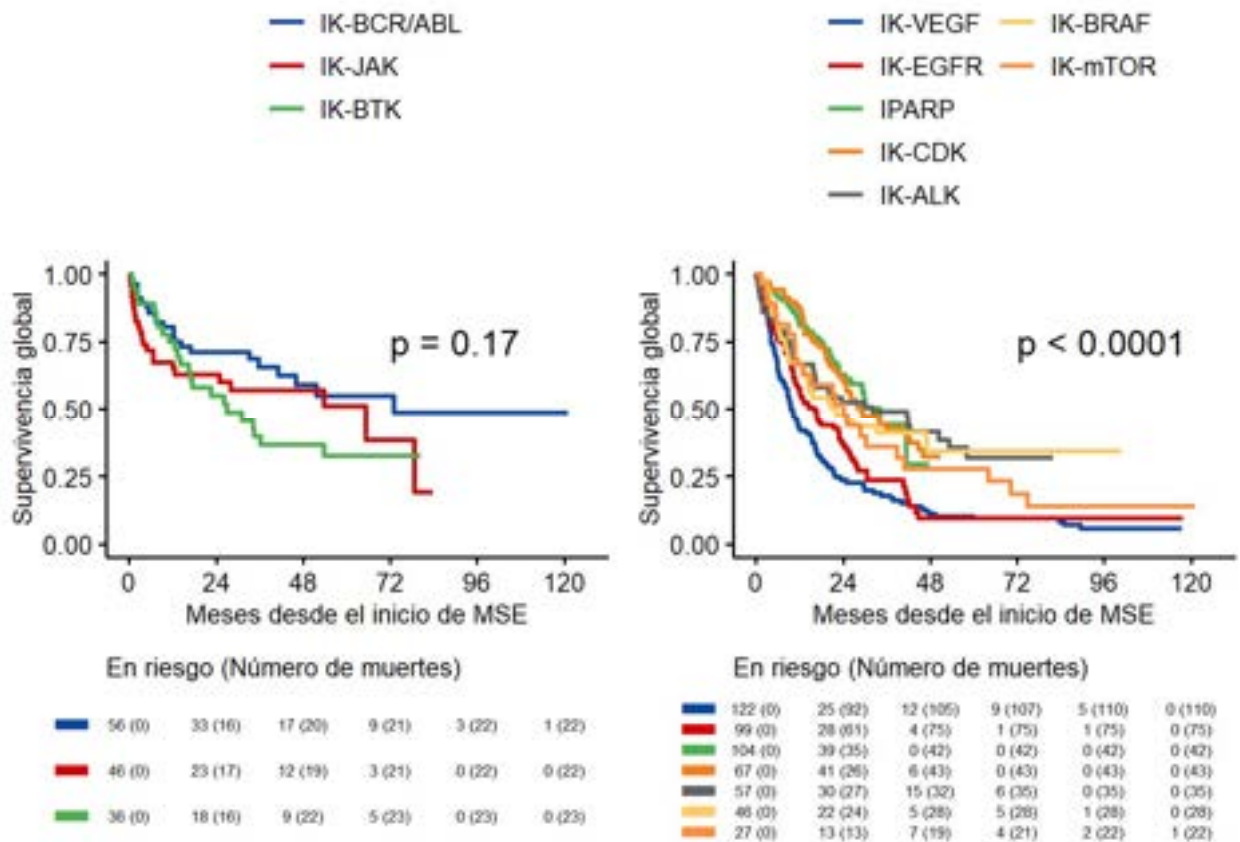 IK-BCR/ABL
IK-JAK
IK-BTK
IK-VEGF IK-BRAF
IK-EGFR IK-mTOR
IPARP
IK-CDK
IK-ALK
Supervivencia global
1.00
0.75
0.50
0.25
0.00
p = 0.17
0 24 48 72 96 120
Meses desde el inicio de MSE
En riesgo (Número de muertes)
56 (0) 33 (16) 17 (20) 9 (21) 3 (22) 1 (22)
46 (0) 23 (17) 12 (19) 3 (21) 0 (22) 0 (22)
36 (0) 18 (16) 9 (22) 5 (23) 0 (23) 0 (23)
Supervivencia global
1.00
0.75
0.50
0.25
0.00
p < 0.0001
0 24 48 72 96 120
Meses desde el inicio de MSE
En riesgo (Número de muertes)
122 (0) 25 (92) 12 (105) 9 (107) 5 (110) 0 (110)
99 (0) 28 (61) 4 (75) 1 (75) 1 (75) 0 (75)
104 (0) 39 (35) 0 (42) 0 (42) 0 (42) 0 (42)
67 (0) 41 (26) 6 (43) 0 (43) 0 (43) 0 (43)
57 (0) 30 (27) 15 (32) 6 (35) 0 (35) 0 (35)
46 (0) 22 (24) 5 (28) 5 (28) 1 (28) 0 (28)
27 (0) 13 (13) 7 (19) 4 (21) 2 (22) 1 (22)